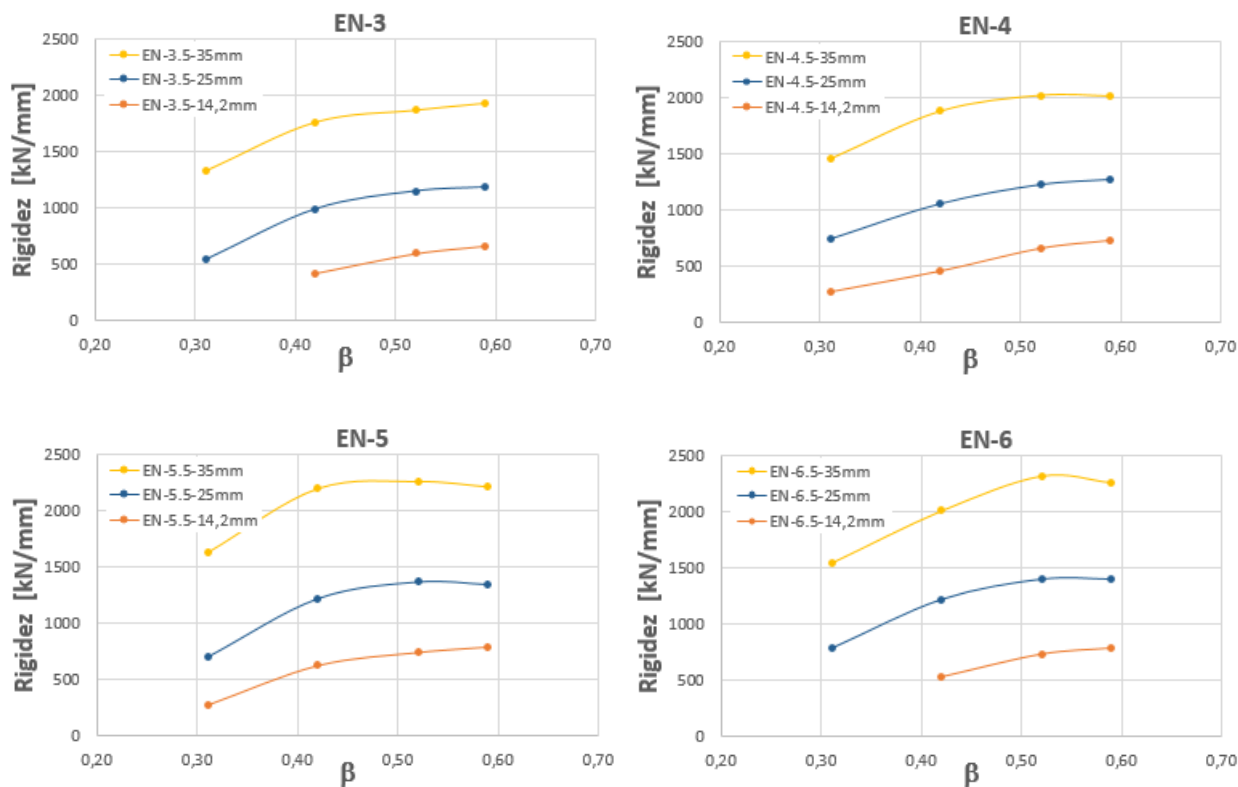 EN-3
Rigidez [kN/mm]
2500
2000
1500
1000
500
0
EN-3.5-35mm
EN-3.5-25mm
EN-3.5-14,2mm
0,20 0,30 0,40 0,50 0,60 0,70
β
EN-4
Rigidez [kN/mm]
2500
2000
1500
1000
500
0
EN-4.5-35mm
EN-4.5-25mm
EN-4.5-14,2mm
0,20 0,30 0,40 0,50 0,60 0,70
β
EN-5
Rigidez [kN/mm]
2500
2000
1500
1000
500
0
EN-5.5-35mm
EN-5.5-25mm
EN-5.5-14,2mm
0,20 0,30 0,40 0,50 0,60 0,70
β
EN-6
Rigidez [kN/mm]
2500
2000
1500
1000
500
0
EN-6.5-35mm
EN-6.5-25mm
EN-6.5-14,2mm
0,20 0,30 0,40 0,50 0,60 0,70
β